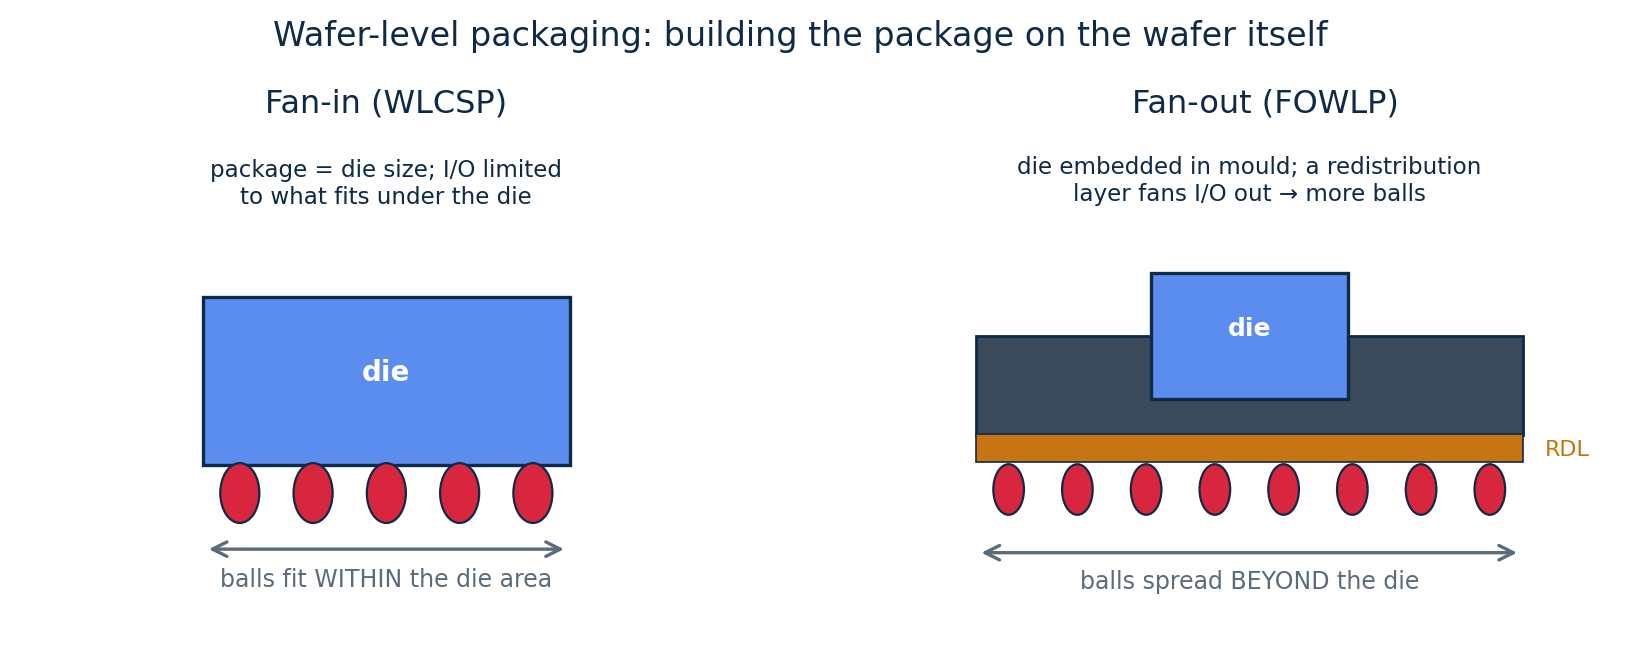 Wafer-level packaging: building the package on the wafer itself
Fan-in (WLCSP)
package = die size; I/O limited
to what fits under the die
die
balls fit WITHIN the die area
Fan-out (FOWLP)
die embedded in mould; a redistribution
layer fans I/O out → more balls
die
RDL
balls spread BEYOND the die